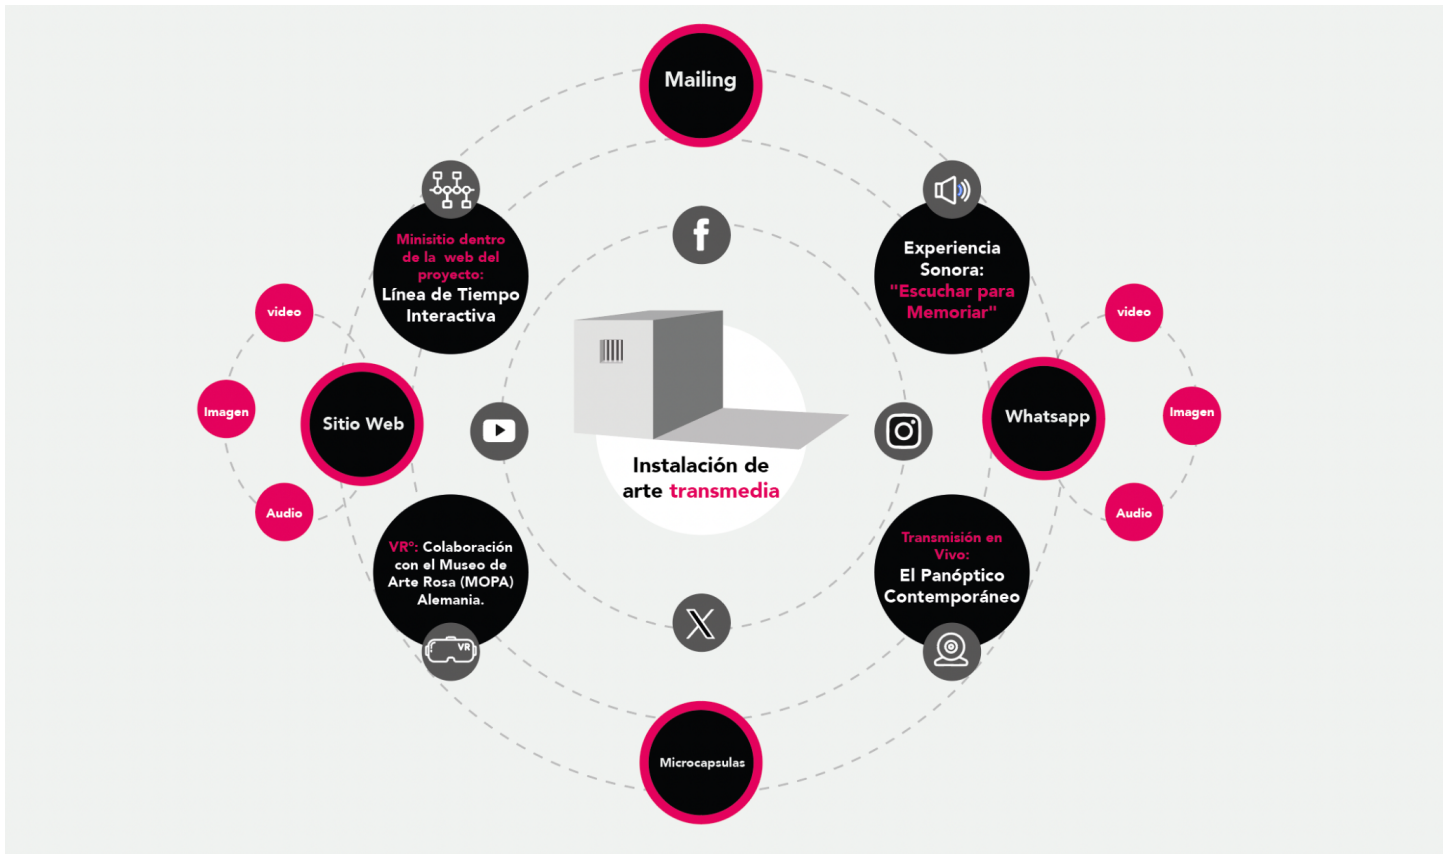 Mailing
Minisitio dentro
de la web del
proyecto:
Línea de Tiempo
Interactiva
Experiencia
Sonora:
"Escuchar para
Memoriar"
video
Imagen
Audio
Sitio Web
Instalación de
arte transmedia
Whatsapp
video
Imagen
Audio
VRº: Colaboración
con el Museo de
Arte Rosa (MOPA)
Alemania.
VR
Transmisión en
Vivo:
El Panóptico
Contemporáneo
Microcapsulas